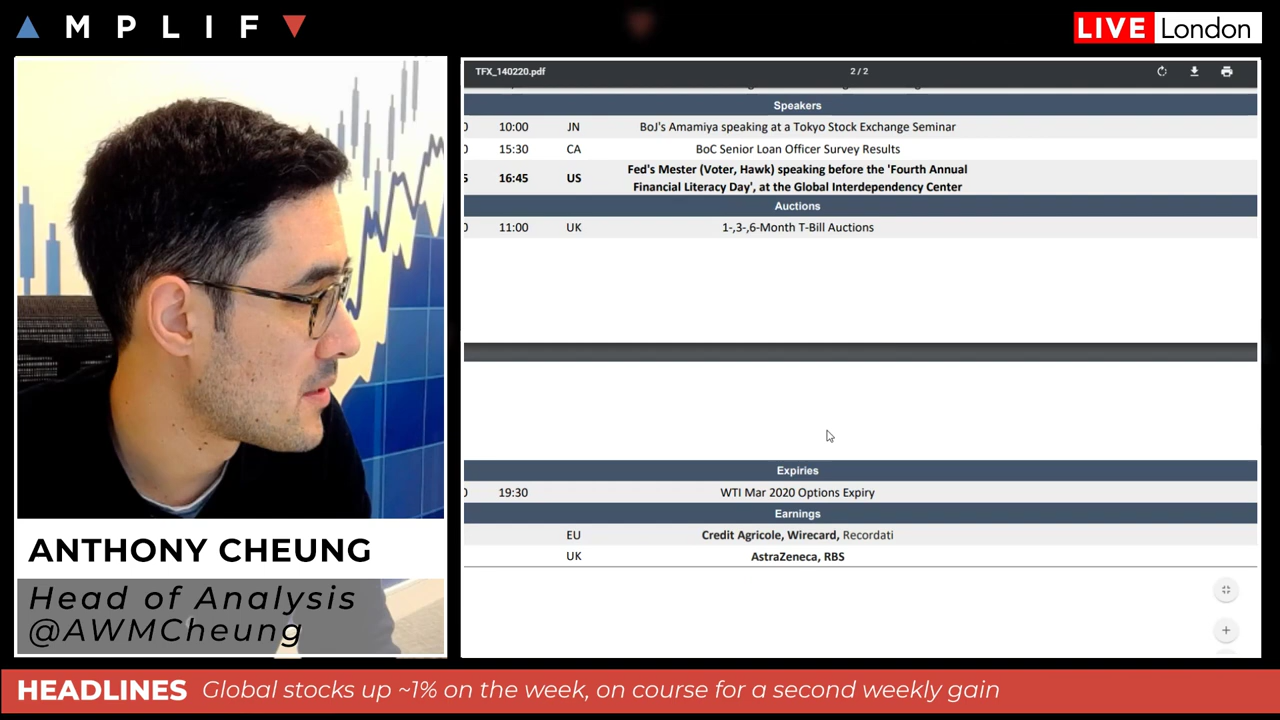 AMPLIFY
LIVE London
TFX_140220.pdf
2 / 2
Speakers
10:00 JN BoJ's Amamiya speaking at a Tokyo Stock Exchange Seminar
15:30 CA BoC Senior Loan Officer Survey Results
16:45 US Fed's Mester (Voter, Hawk) speaking before the 'Fourth Annual
Financial Literacy Day', at the Global Interdependency Center
Auctions
11:00 UK 1-,3-,6-Month T-Bill Auctions
Expiries
19:30 WTI Mar 2020 Options Expiry
Earnings
EU Credit Agricole, Wirecard, Recordati
UK AstraZeneca, RBS
ANTHONY CHEUNG
Head of Analysis
@AWMCheung
HEADLINES Global stocks up ~1% on the week, on course for a second weekly gain